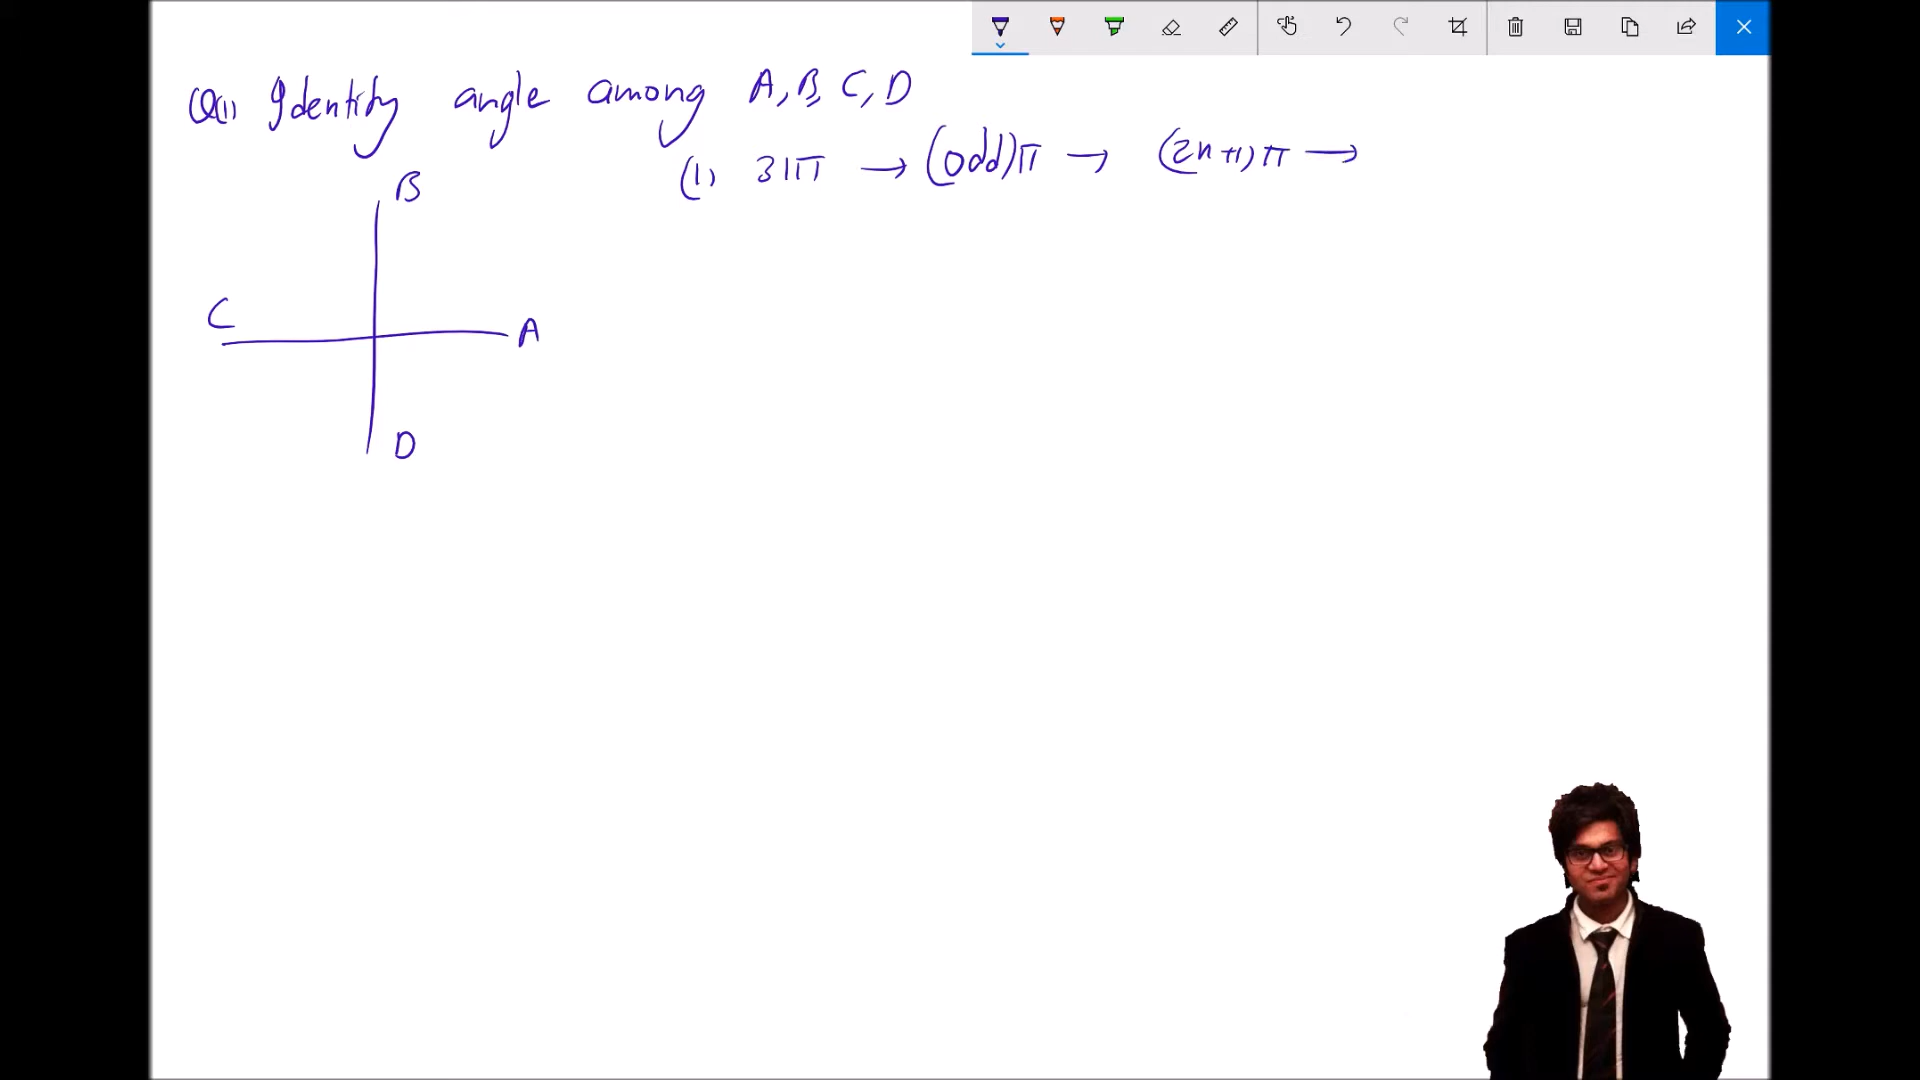 Q(1) Identify angle among A, B, C, D
(1) 31π → (odd)π → (2n+1)π →
B
C
A
D